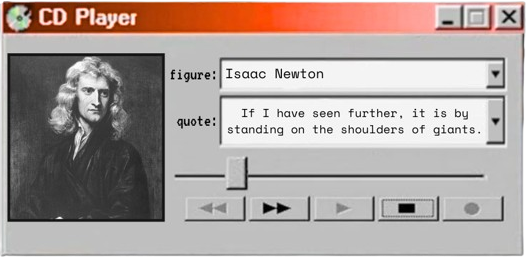 CD Player
figure: Isaac Newton
quote: If I have seen further, it is by
standing on the shoulders of giants.